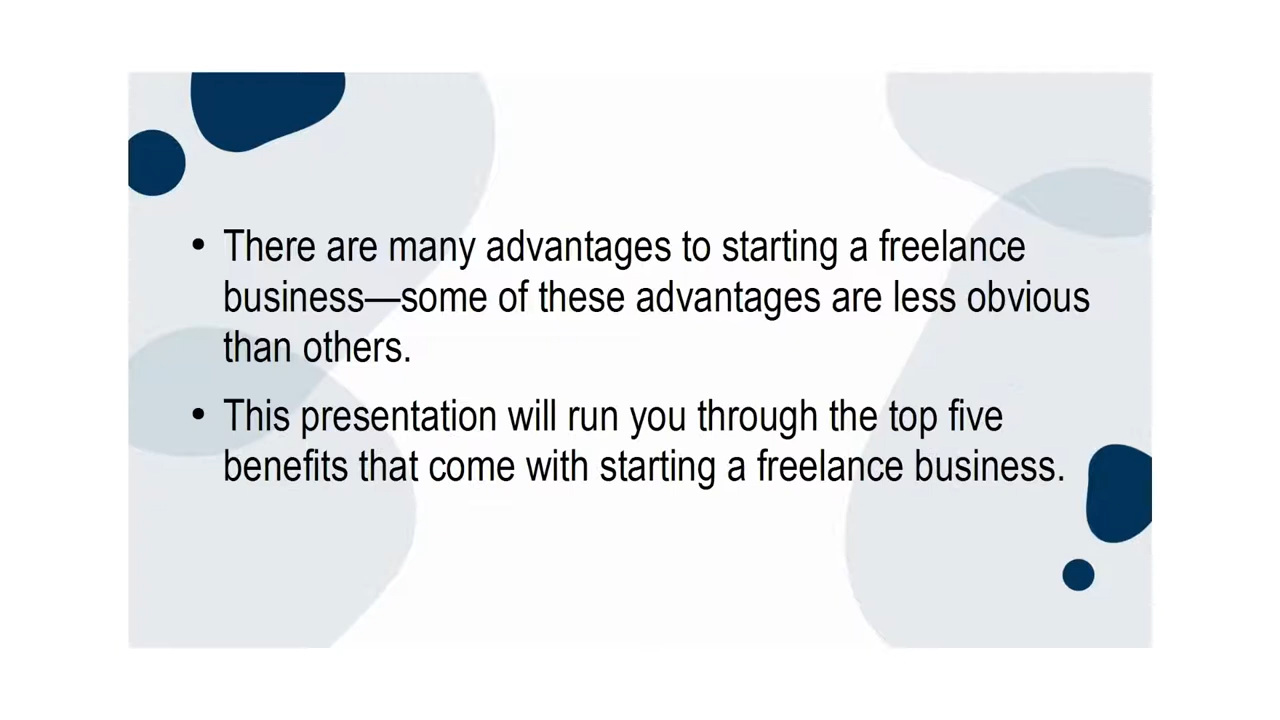 • There are many advantages to starting a freelance
business—some of these advantages are less obvious
than others.
• This presentation will run you through the top five
benefits that come with starting a freelance business.